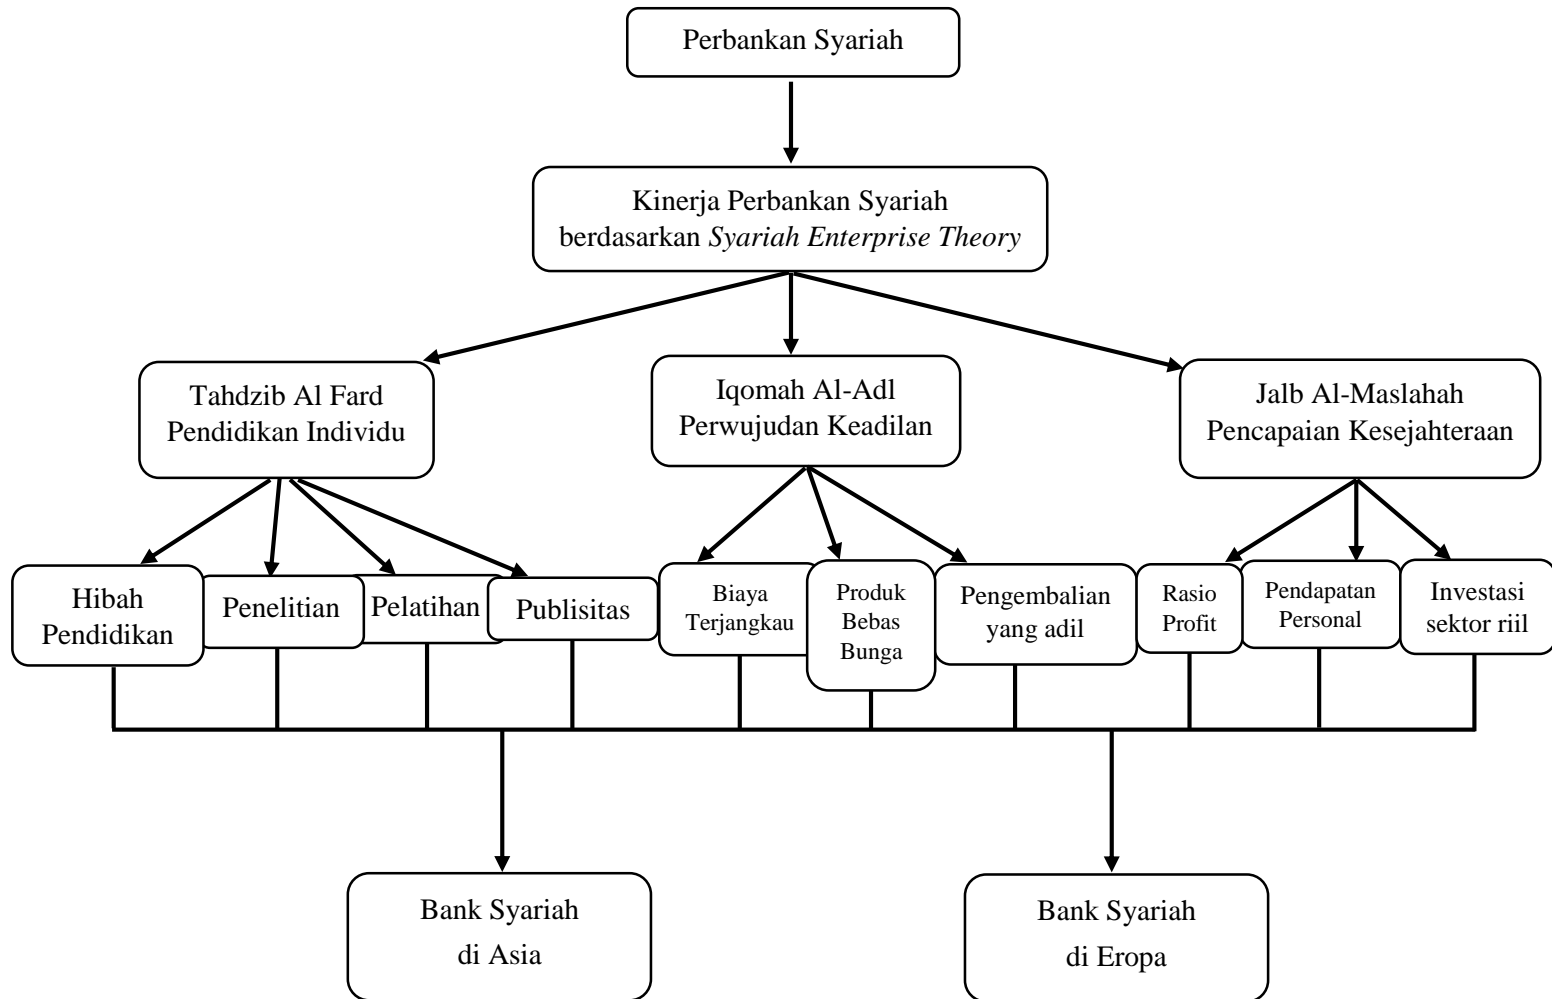 Perbankan Syariah
Kinerja Perbankan Syariah
berdasarkan Syariah Enterprise Theory
Tahdzib Al Fard
Pendidikan Individu
Iqomah Al-Adl
Perwujudan Keadilan
Jalb Al-Maslahah
Pencapaian Kesejahteraan
Hibah
Pendidikan
Penelitian
Pelatihan
Publisitas
Biaya
Terjangkau
Produk
Bebas
Bunga
Pengembalian
yang adil
Rasio
Profit
Pendapatan
Personal
Investasi
sektor riil
Bank Syariah
di Asia
Bank Syariah
di Eropa